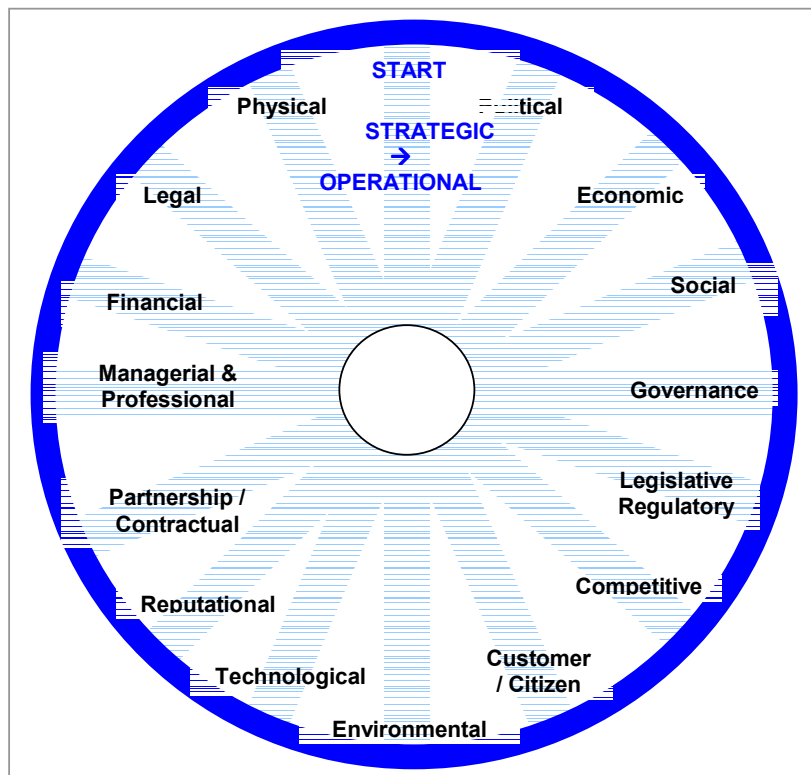 START
STRATEGIC
→
OPERATIONAL
Political
Economic
Social
Governance
Legislative
Regulatory
Competitive
Customer
/ Citizen
Environmental
Technological
Reputational
Partnership /
Contractual
Managerial &
Professional
Financial
Legal
Physical